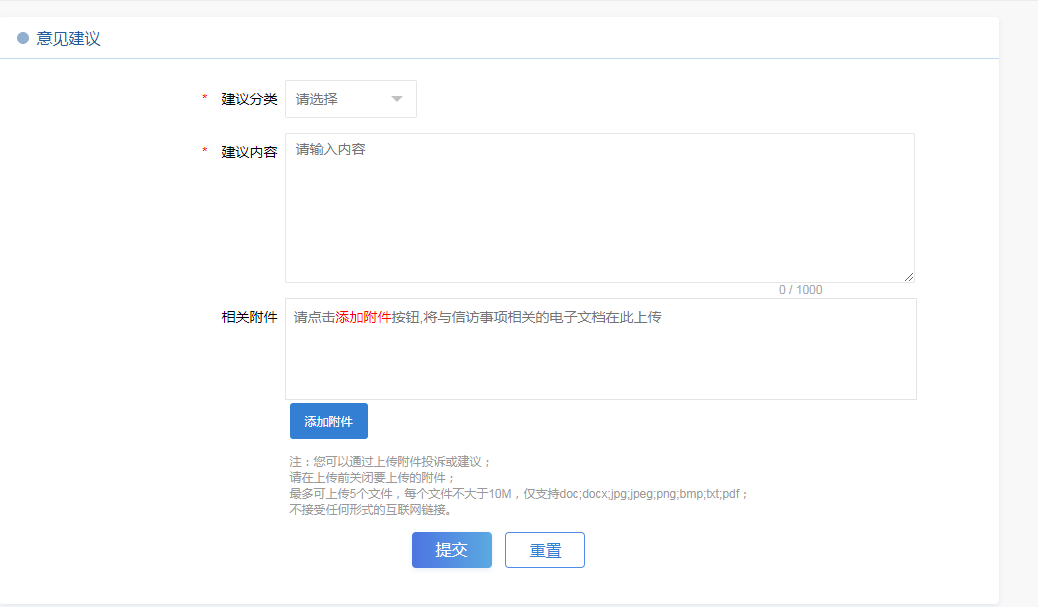 意见建议
* 建议分类 请选择
* 建议内容 请输入内容
0 / 1000
相关附件 请点击添加附件按钮,将与信访事项相关的电子文档在此上传
添加附件
注：您可以通过上传附件投诉或建议；
请在上传前关闭要上传的附件；
最多可上传5个文件，每个文件不大于10M，仅支持doc;docx;jpg;jpeg;png;bmp;txt;pdf；
不接受任何形式的互联网链接。
提交 重置